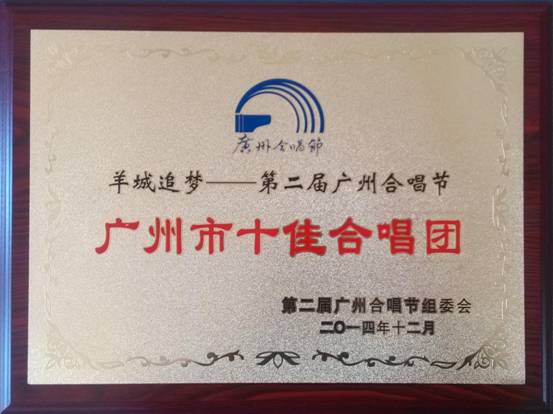 廣州合唱節
羊城追梦——第二届广州合唱节
广州市十佳合唱团
第二届广州合唱节组委会
二〇一四年十二月